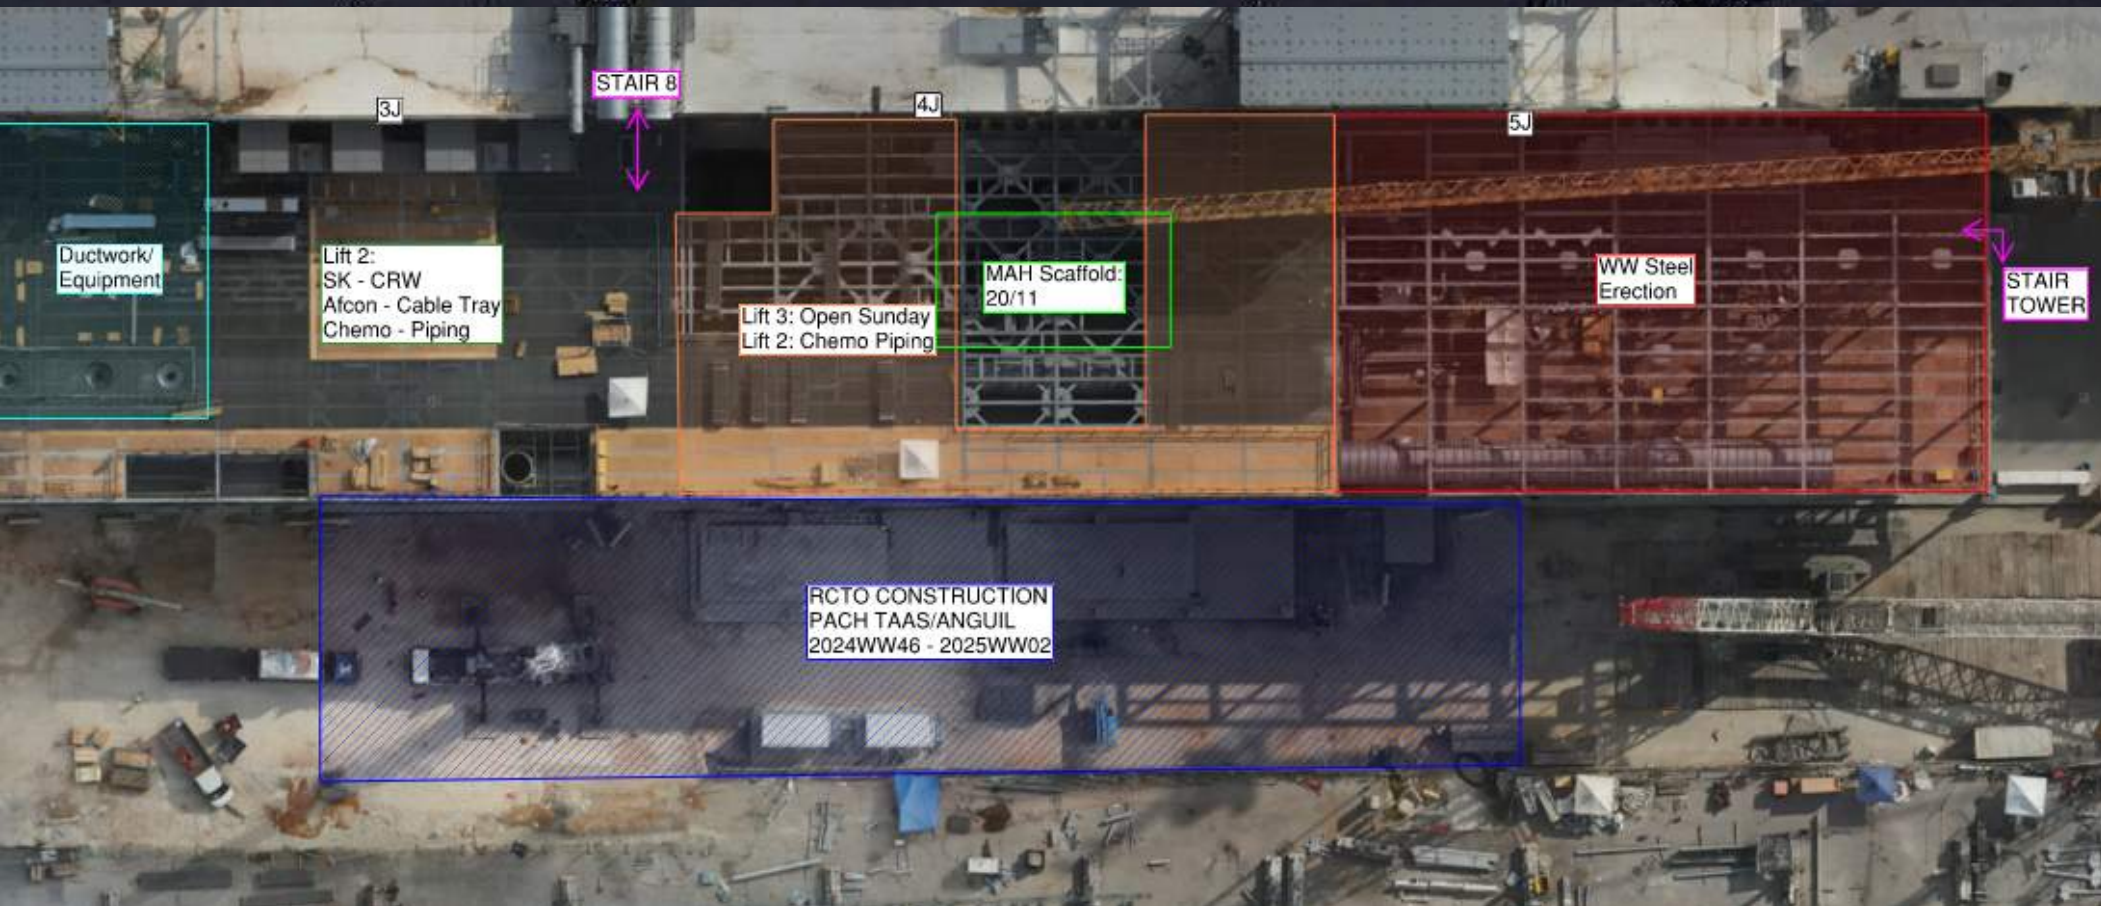 STAIR 8
3J
4J
5J
Ductwork/
Equipment
Lift 2:
SK - CRW
Afcon - Cable Tray
Chemo - Piping
Lift 3: Open Sunday
Lift 2: Chemo Piping
MAH Scaffold:
20/11
WW Steel
Erection
STAIR
TOWER
RCTO CONSTRUCTION
PACH TAAS/ANGUIL
2024WW46 - 2025WW02